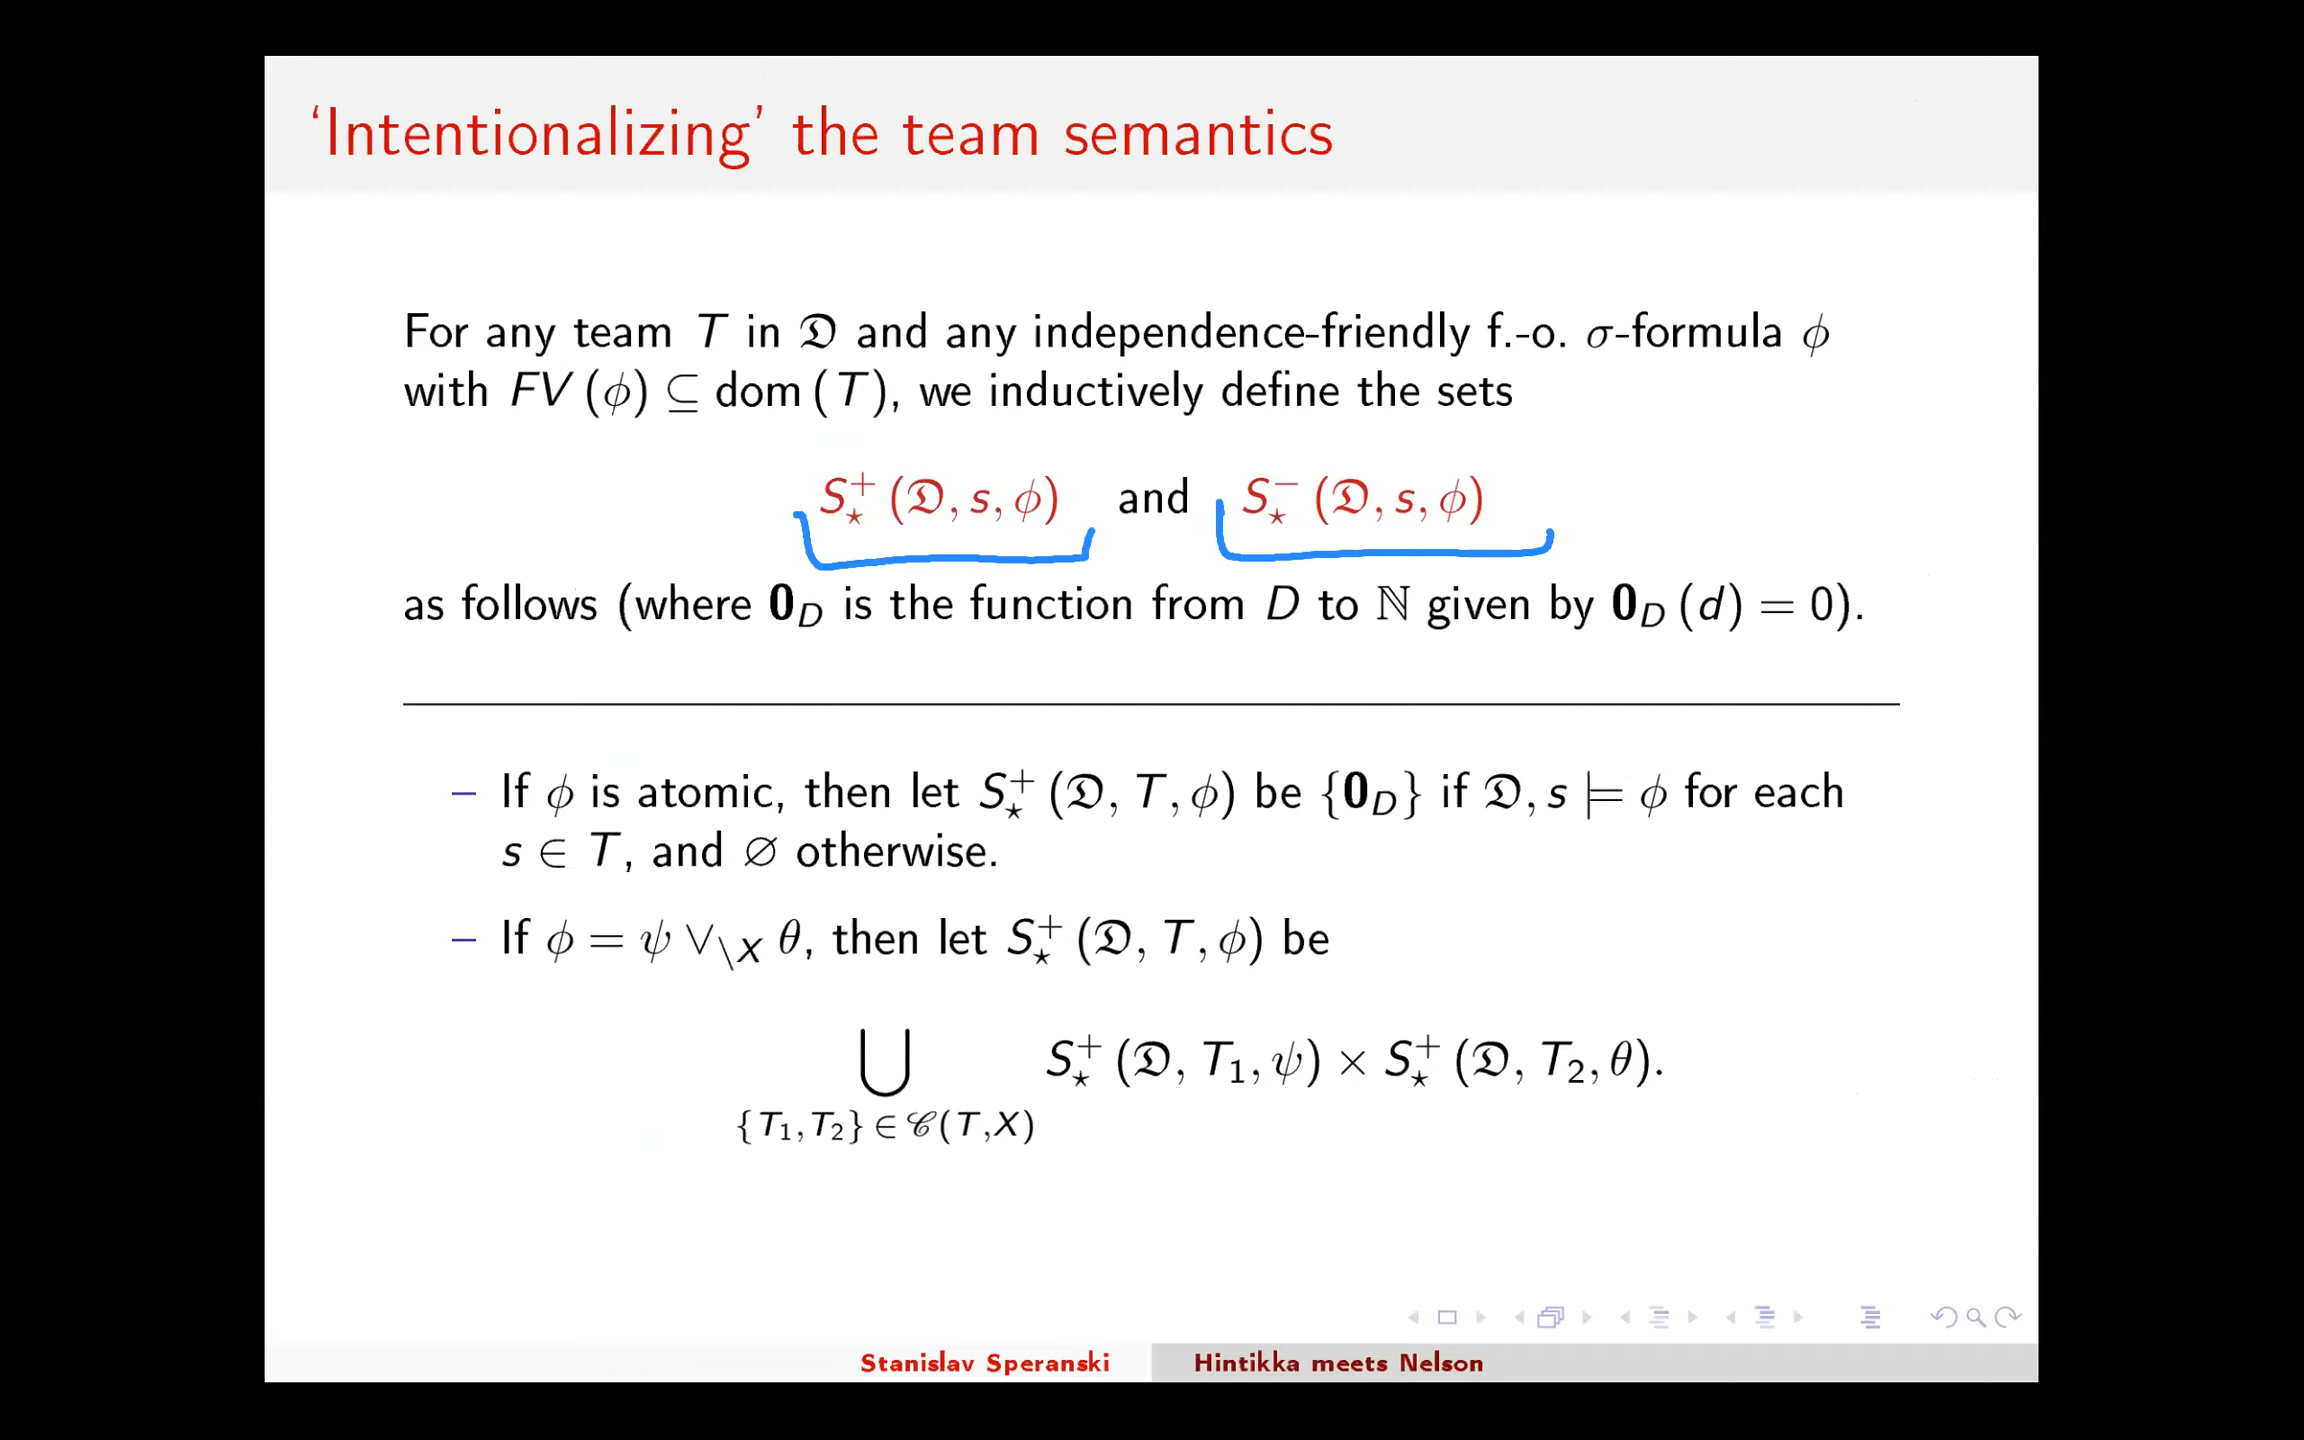 ‘Intentionalizing’ the team semantics
For any team T in 𝔇 and any independence-friendly f.-o. σ-formula ϕ
with FV (ϕ) ⊆ dom (T), we inductively define the sets
S⋆⁺ (𝔇, s, ϕ) and S⋆⁻ (𝔇, s, ϕ)
as follows (where 𝟎_D is the function from D to ℕ given by 𝟎_D (d) = 0).
– If ϕ is atomic, then let S⋆⁺ (𝔇, T, ϕ) be {𝟎_D} if 𝔇, s ⊨ ϕ for each
s ∈ T, and ∅ otherwise.
– If ϕ = ψ ∨_{\X} θ, then let S⋆⁺ (𝔇, T, ϕ) be
⋃ S⋆⁺ (𝔇, T₁, ψ) × S⋆⁺ (𝔇, T₂, θ).
{T₁,T₂} ∈ 𝒞(T,X)
Stanislav Speranski Hintikka meets Nelson